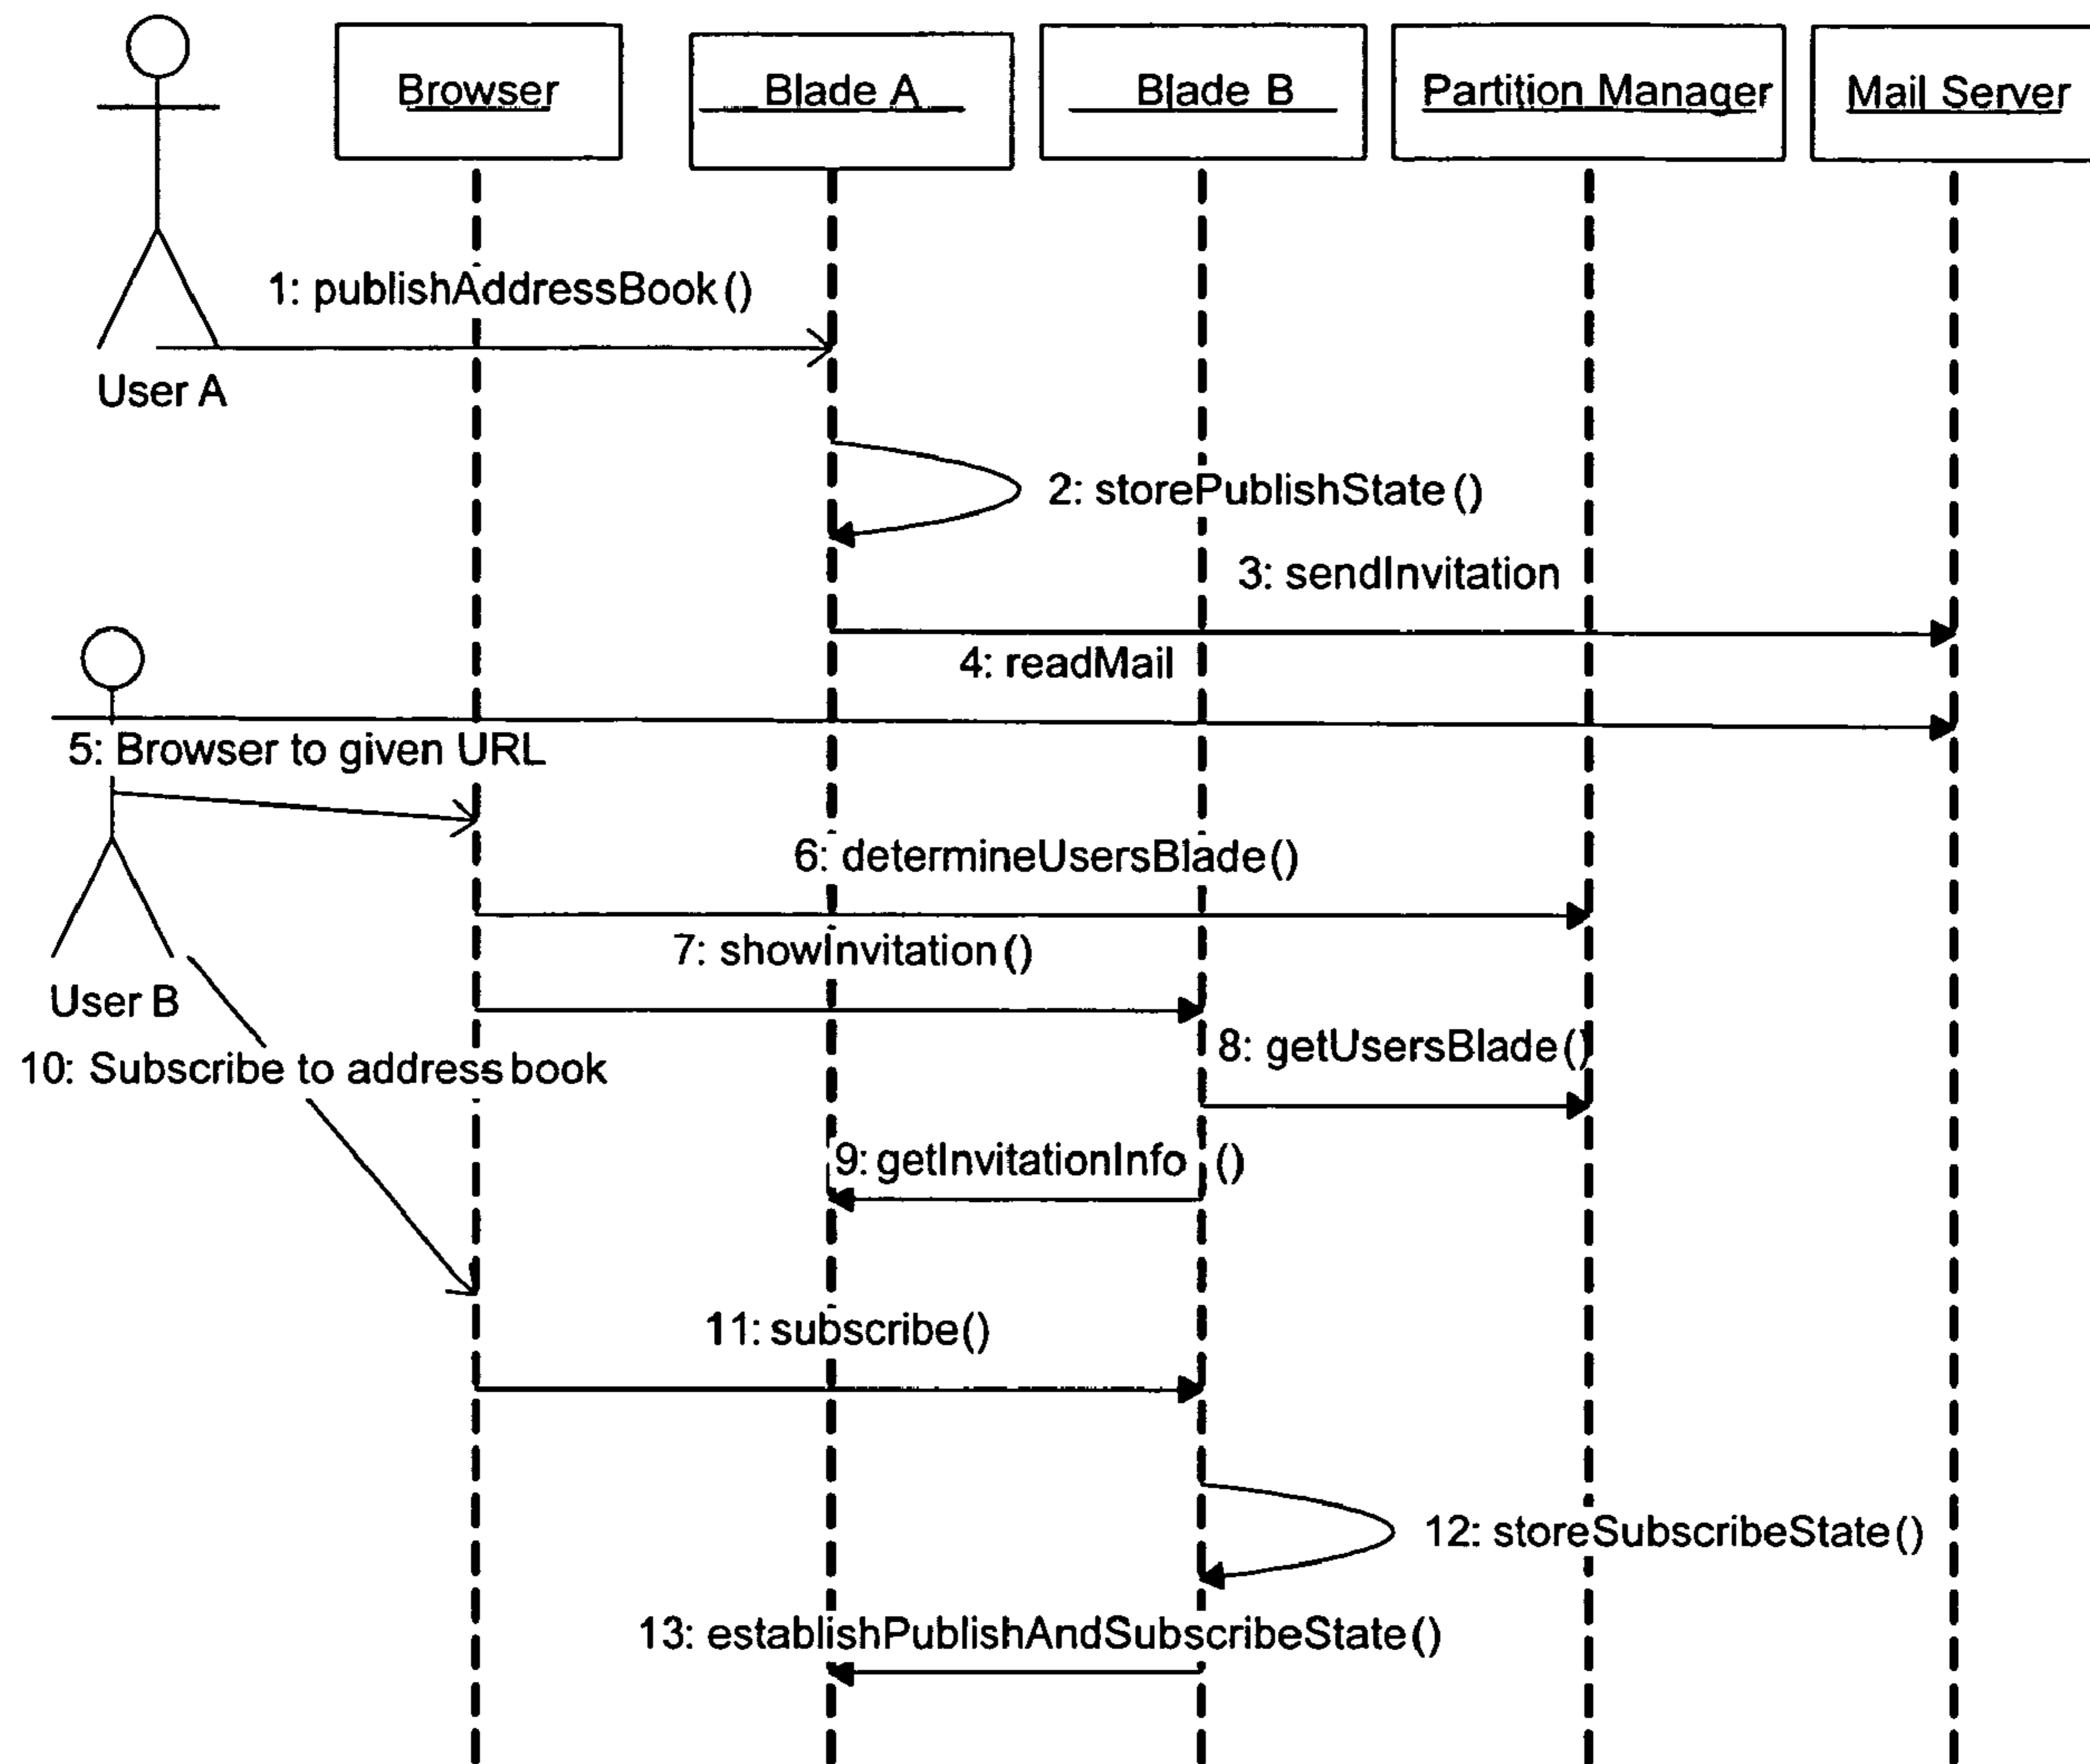 Browser
Blade A
Blade B
Partition Manager
Mail Server
1: publishAddressBook()
User A
2: storePublishState()
3: sendInvitation
4: readMail
5: Browser to given URL
6: determineUsersBlade()
7: showInvitation()
User B
8: getUsersBlade()
10: Subscribe to address book
9: getInvitationInfo ()
11: subscribe()
12: storeSubscribeState()
13: establishPublishAndSubscribeState()